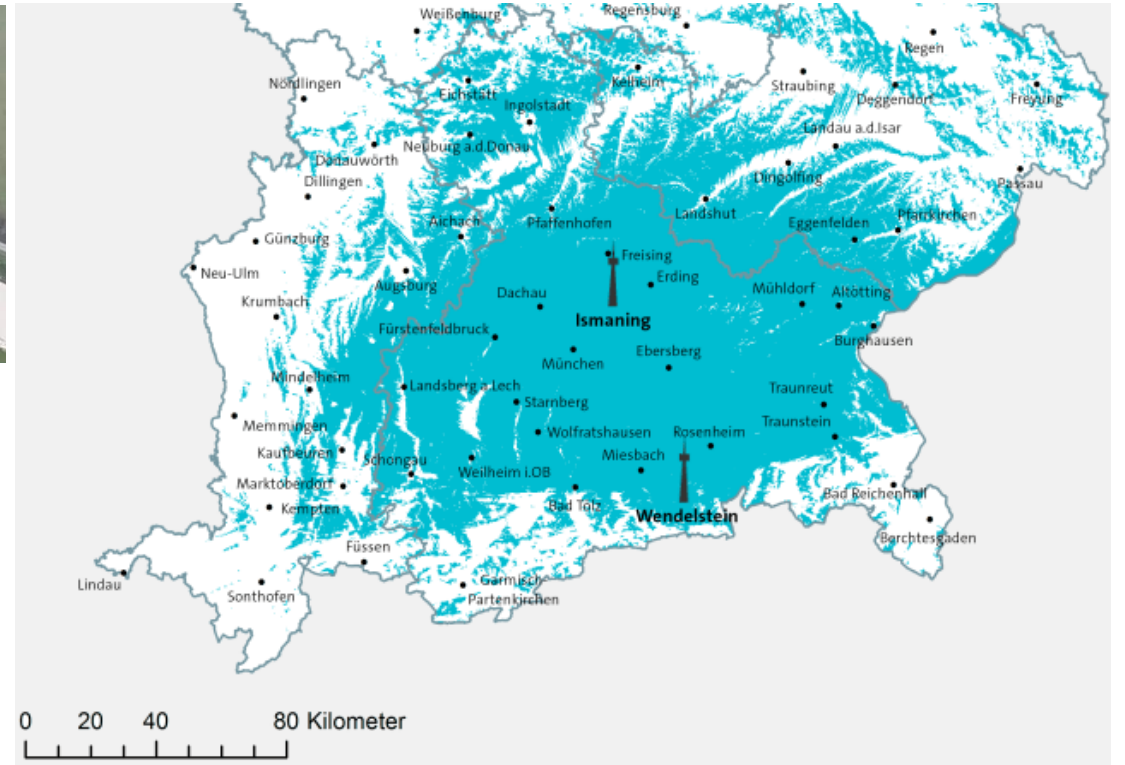 Weißenburg
Regensburg
Regen
Nördlingen
Eichstätt
Kelheim
Straubing
Deggendorf
Freyung
Ingolstadt
Landau a.d.Isar
Neuburg a.d.Donau
Donauwörth
Dillingen
Dingolfing
Passau
Aichach
Pfaffenhofen
Landshut
Eggenfelden
Pfarrkirchen
Günzburg
Neu-Ulm
Freising
Erding
Augsburg
Krumbach
Dachau
Mühldorf
Altötting
Ismaning
Fürstenfeldbruck
München
Ebersberg
Burghausen
Mindelheim
Landsberg a.Lech
Starnberg
Traunreut
Memmingen
Wolfratshausen
Rosenheim
Traunstein
Kaufbeuren
Schongau
Weilheim i.OB
Miesbach
Marktoberdorf
Bad Tölz
Wendelstein
Bad Reichenhall
Kempten
Berchtesgaden
Füssen
Lindau
Sonthofen
Garmisch-
Partenkirchen
0 20 40 80 Kilometer